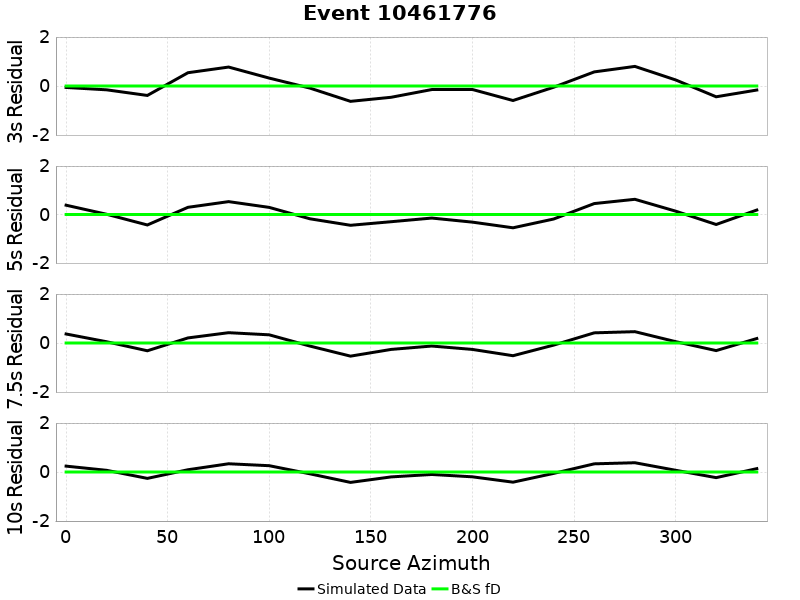 Event 10461776
3s Residual
2
0
-2
5s Residual
2
0
-2
7.5s Residual
2
0
-2
10s Residual
2
0
-2
0 50 100 150 200 250 300
Source Azimuth
Simulated Data B&S fD